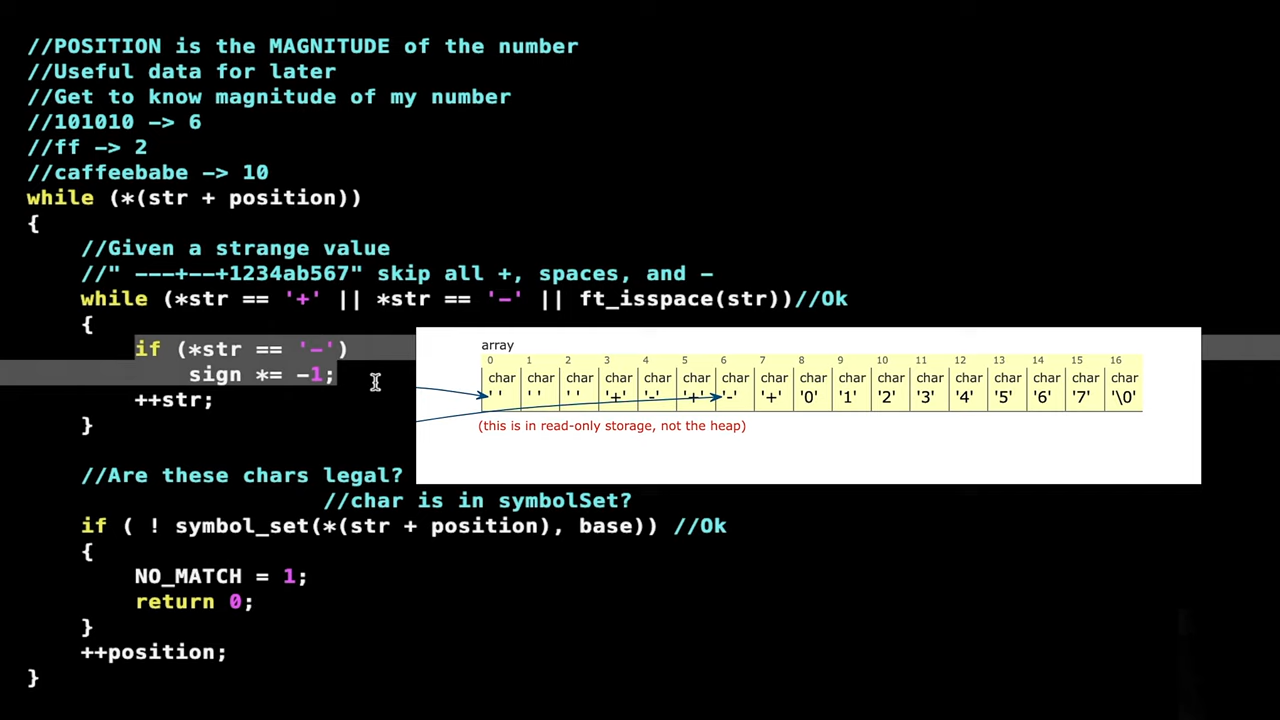 //POSITION is the MAGNITUDE of the number
//Useful data for later
//Get to know magnitude of my number
//101010 -> 6
//ff -> 2
//caffeebabe -> 10
while (*(str + position))
{
//Given a strange value
//" ---+--+1234ab567" skip all +, spaces, and -
while (*str == '+' || *str == '-' || ft_isspace(str))//Ok
{
if (*str == '-')
sign *= -1;
++str;
}
array
0 1 2 3 4 5 6 7 8 9 10 11 12 13 14 15 16
char char char char char char char char char char char char char char char char char
' ' ' ' ' ' '+' '-' '+' '-' '+' '0' '1' '2' '3' '4' '5' '6' '7' '\0'
(this is in read-only storage, not the heap)
//Are these chars legal?
//char is in symbolSet?
if ( ! symbol_set(*(str + position), base)) //Ok
{
NO_MATCH = 1;
return 0;
}
++position;
}